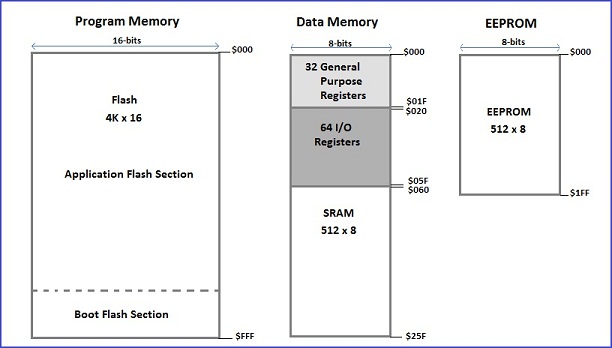 Program Memory
16-bits
$000
Flash
4K x 16
Application Flash Section
Boot Flash Section
$FFF
Data Memory
8-bits
$000
32 General
Purpose
Registers
$01F
$020
64 I/O
Registers
$05F
$060
SRAM
512 x 8
$25F
EEPROM
8-bits
$000
EEPROM
512 x 8
$1FF